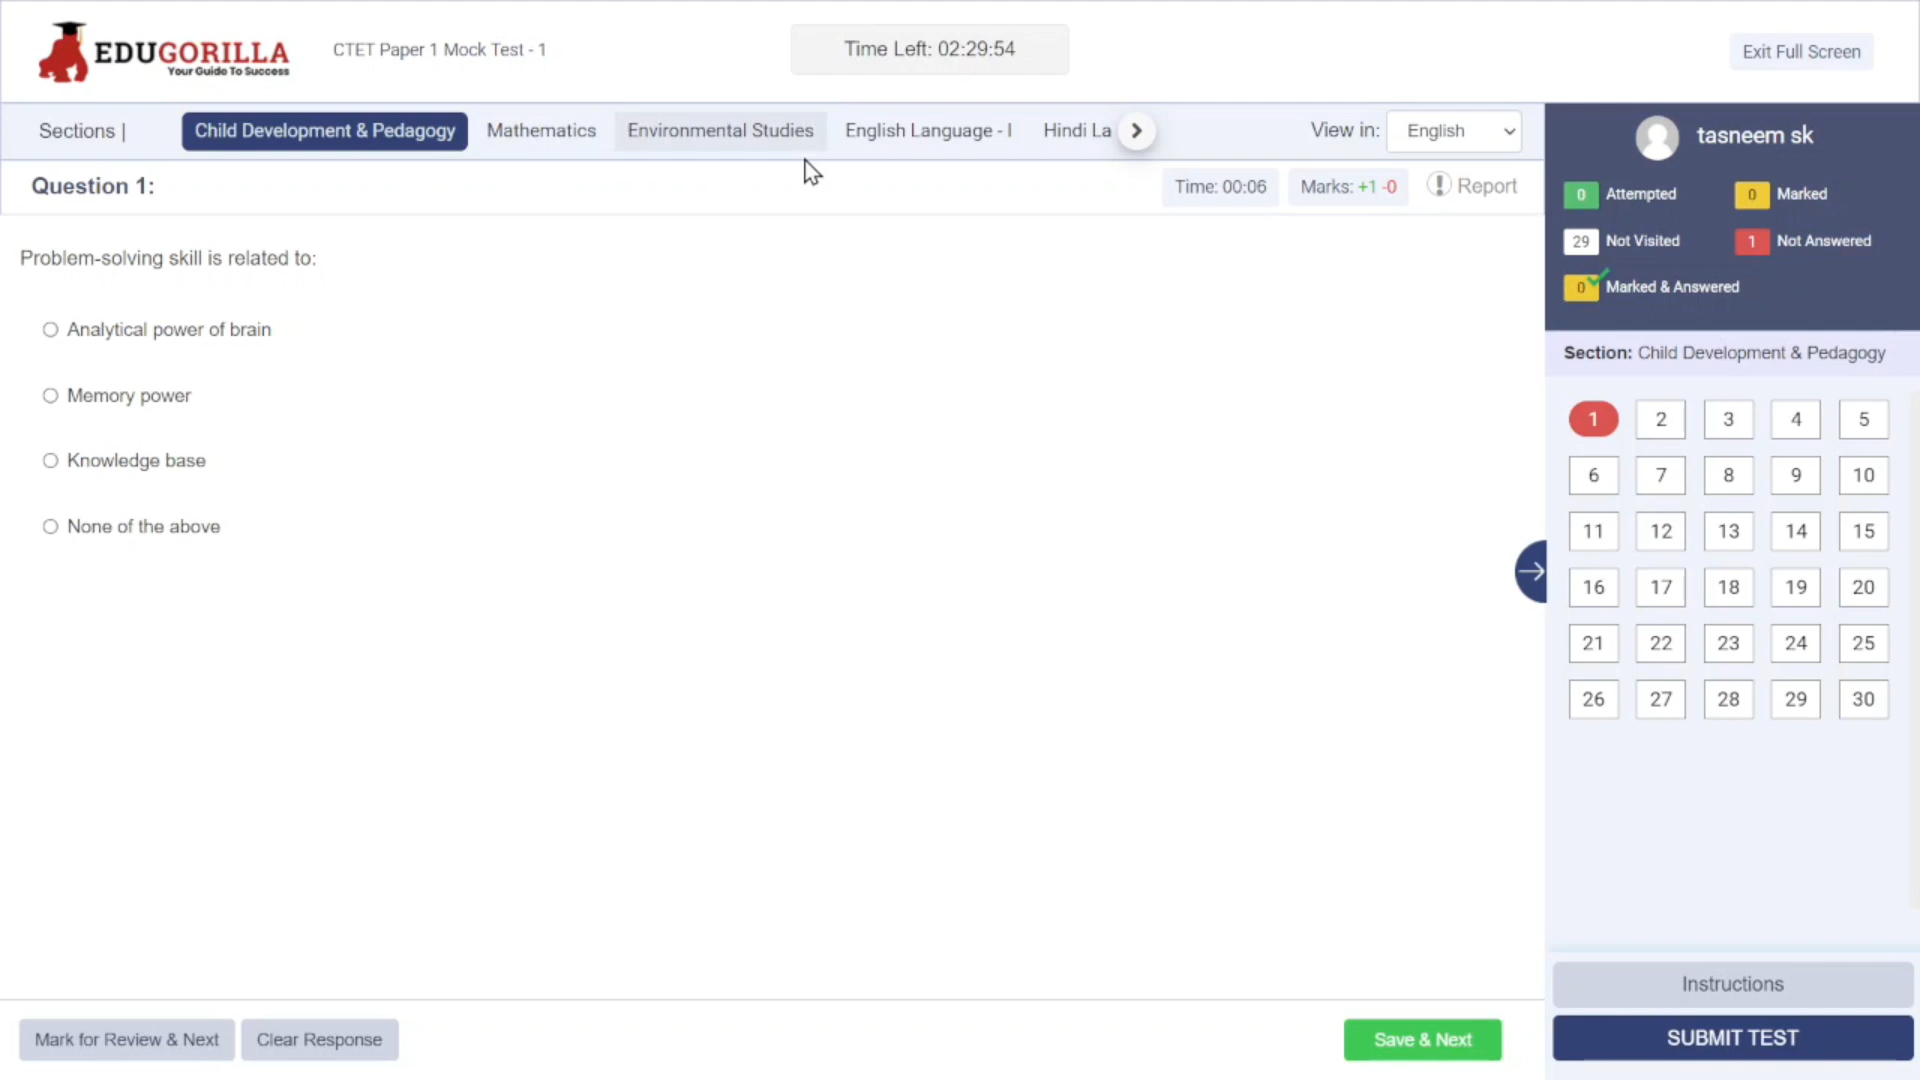 EDUGORILLA
Your Guide To Success
CTET Paper 1 Mock Test - 1
Time Left: 02:29:54
Exit Full Screen
Sections |
Child Development & Pedagogy
Mathematics
Environmental Studies
English Language - I
Hindi La
View in:
English
tasneem sk
Question 1:
Time: 00:06
Marks: +1 -0
Report
0 Attempted
0 Marked
29 Not Visited
1 Not Answered
0 Marked & Answered
Problem-solving skill is related to:
Analytical power of brain
Memory power
Knowledge base
None of the above
Section: Child Development & Pedagogy
1 2 3 4 5
6 7 8 9 10
11 12 13 14 15
16 17 18 19 20
21 22 23 24 25
26 27 28 29 30
Instructions
Mark for Review & Next
Clear Response
Save & Next
SUBMIT TEST